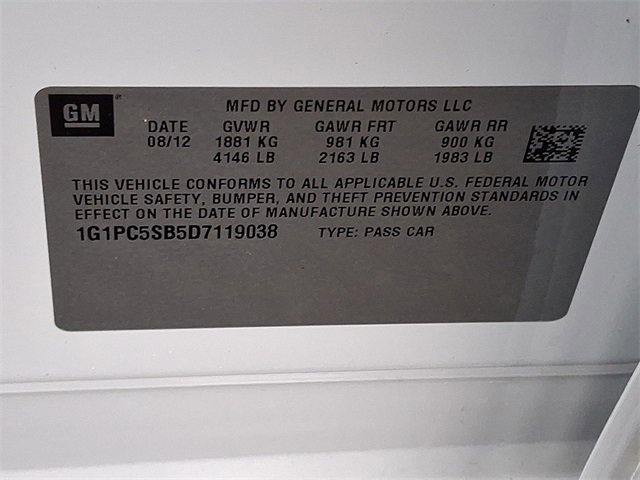 GM
MFD BY GENERAL MOTORS LLC
DATE GVWR GAWR FRT GAWR RR
08/12 1881 KG 981 KG 900 KG
4146 LB 2163 LB 1983 LB
THIS VEHICLE CONFORMS TO ALL APPLICABLE U.S. FEDERAL MOTOR
VEHICLE SAFETY, BUMPER, AND THEFT PREVENTION STANDARDS IN
EFFECT ON THE DATE OF MANUFACTURE SHOWN ABOVE.
1G1PC5SB5D7119038 TYPE: PASS CAR